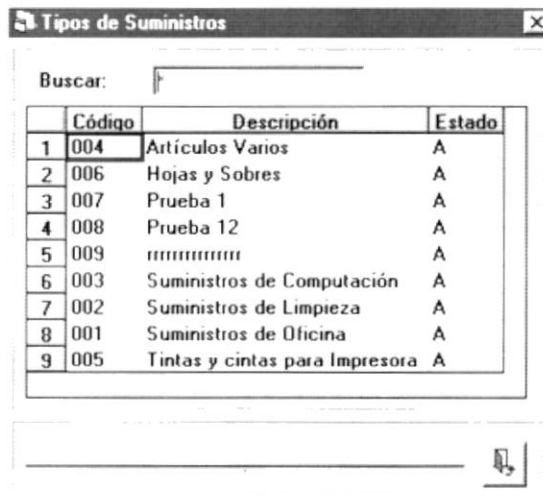 Tipos de Suministros
Buscar:
Código Descripción Estado
1 004 Artículos Varios A
2 006 Hojas y Sobres A
3 007 Prueba 1 A
4 008 Prueba 12 A
5 009 rrrrrrrrrrrrrrr A
6 003 Suministros de Computación A
7 002 Suministros de Limpieza A
8 001 Suministros de Oficina A
9 005 Tintas y cintas para Impresora A